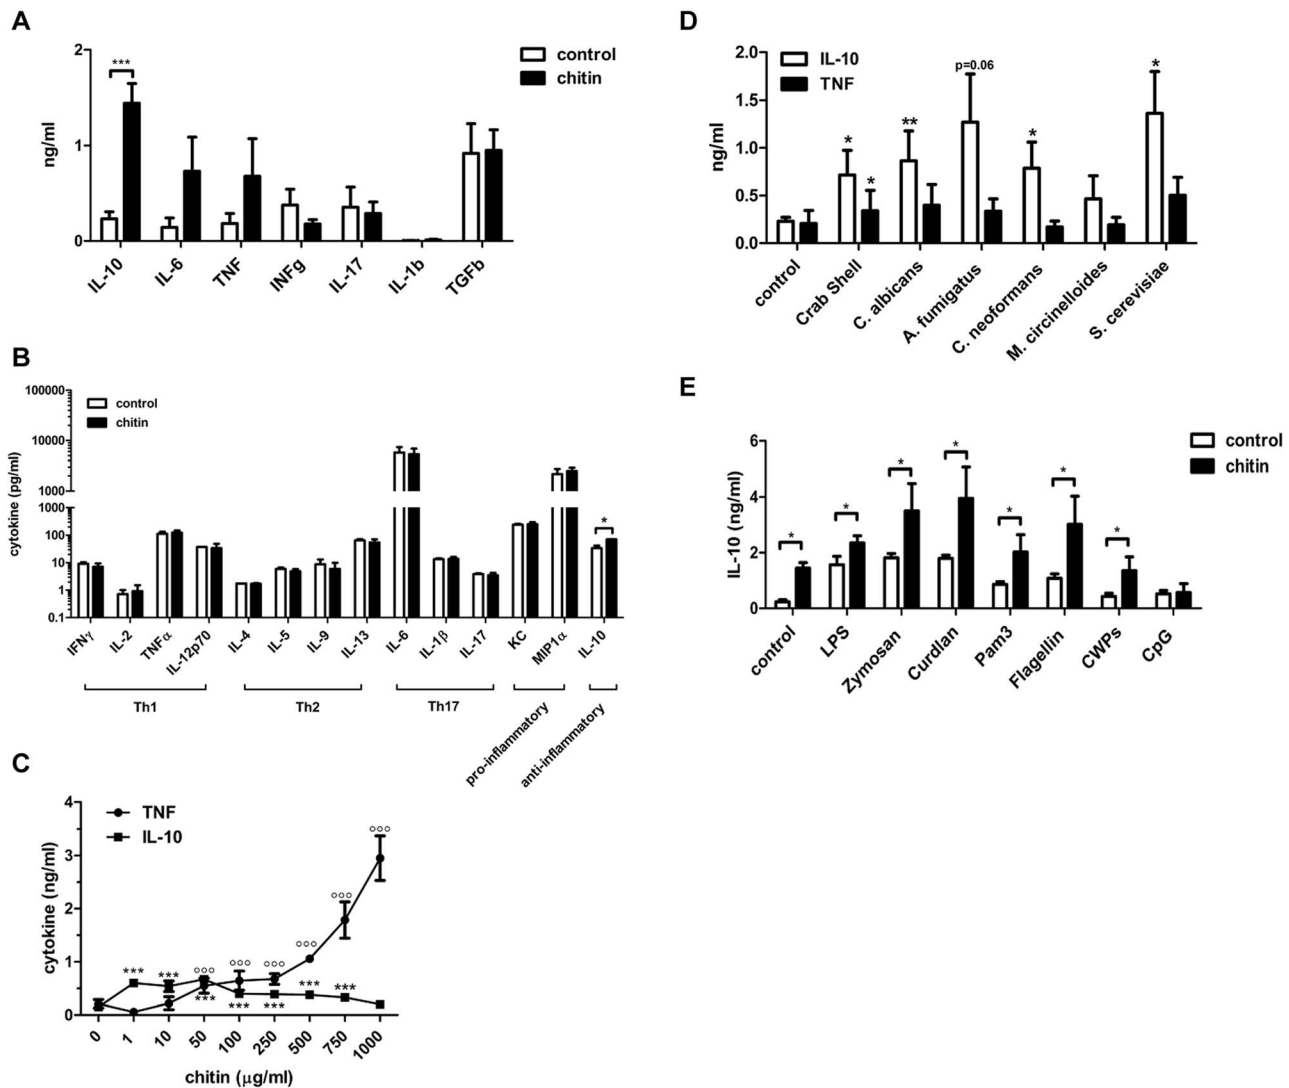 A
2
1
0
ng/ml
***
control
chitin
IL-10
IL-6
TNF
INFg
IL-17
IL-1b
TGFb
B
100000
10000
1000
1000
100
10
1
0.1
cytokine (pg/ml)
control
chitin
*
IFNγ
IL-2
TNFα
IL-12p70
IL-4
IL-5
IL-9
IL-13
IL-6
IL-1β
IL-17
KC
MIP1α
IL-10
Th1
Th2
Th17
pro-inflammatory
anti-inflammatory
C
4
3
2
1
0
cytokine (ng/ml)
TNF
IL-10
*** *** °°° °°° °°° °°° °°° °°°
*** *** *** *** ***
0
1
10
50
100
250
500
750
1000
chitin (μg/ml)
D
2.0
1.5
1.0
0.5
0.0
ng/ml
IL-10
TNF
* * ** p=0.06 * *
control
Crab Shell
C. albicans
A. fumigatus
C. neoformans
M. circinelloides
S. cerevisiae
E
6
4
2
0
IL-10 (ng/ml)
control
chitin
* * * * * * *
control
LPS
Zymosan
Curdlan
Pam3
Flagellin
CWPs
CpG